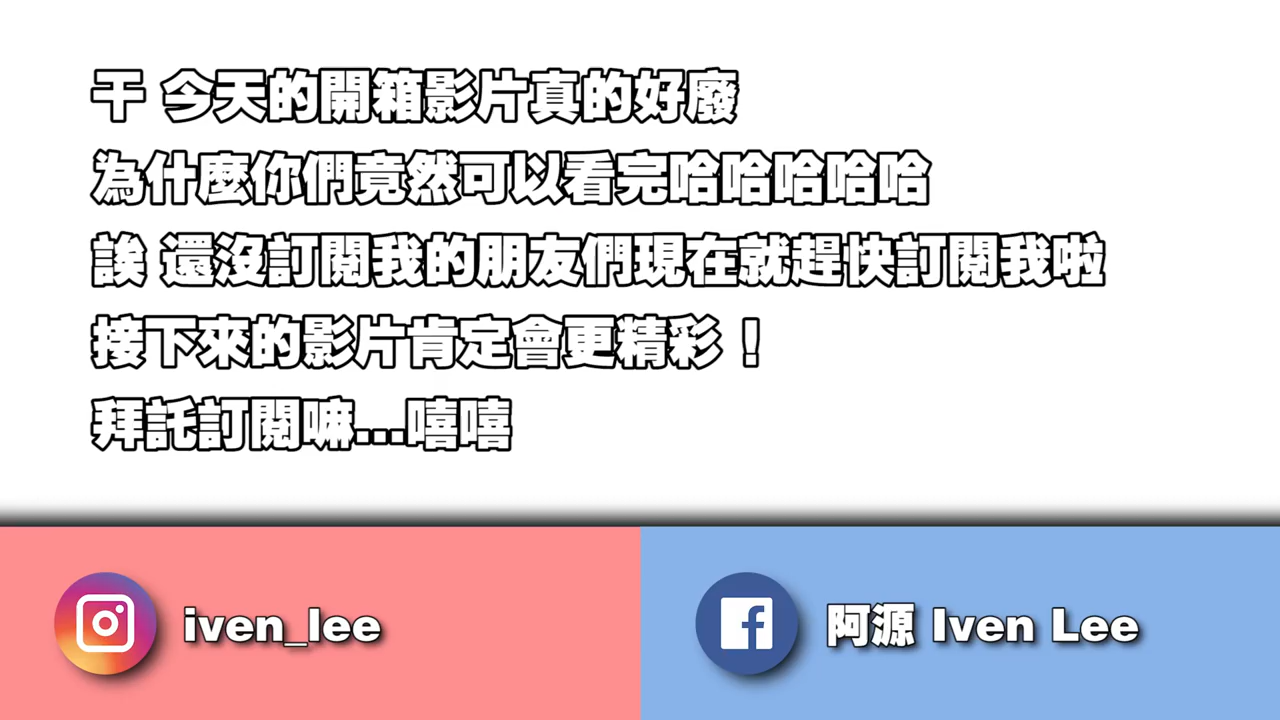 干 今天的開箱影片真的好廢
為什麼你們竟然可以看完哈哈哈哈哈
誒 還沒訂閱我的朋友們現在就趕快訂閱我啦
接下來的影片肯定會更精彩！
拜託訂閱嘛...嘻嘻
iven_lee
阿源 Iven Lee